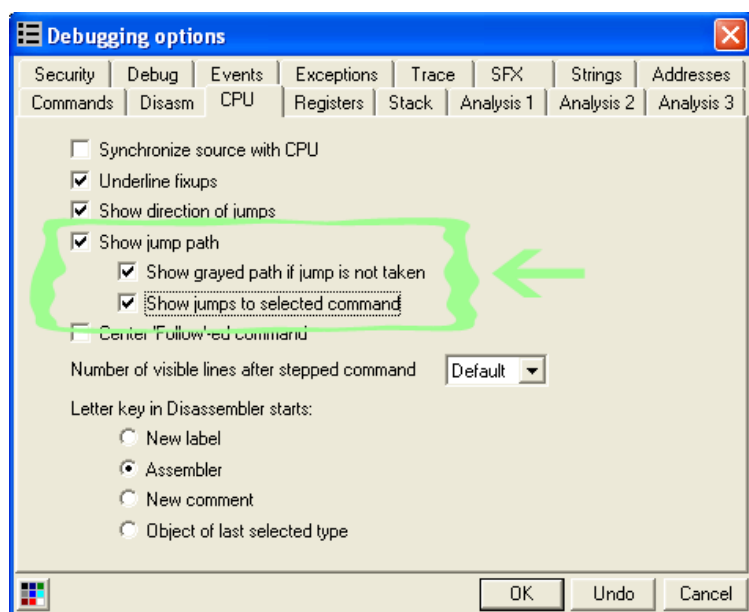 Debugging options
Security Debug Events Exceptions Trace SFX Strings Addresses
Commands Disasm CPU Registers Stack Analysis 1 Analysis 2 Analysis 3
Synchronize source with CPU
Underline fixups
Show direction of jumps
Show jump path
Show grayed path if jump is not taken
Show jumps to selected command
Center 'Follow'-ed command
Number of visible lines after stepped command Default
Letter key in Disassembler starts:
New label
Assembler
New comment
Object of last selected type
OK Undo Cancel